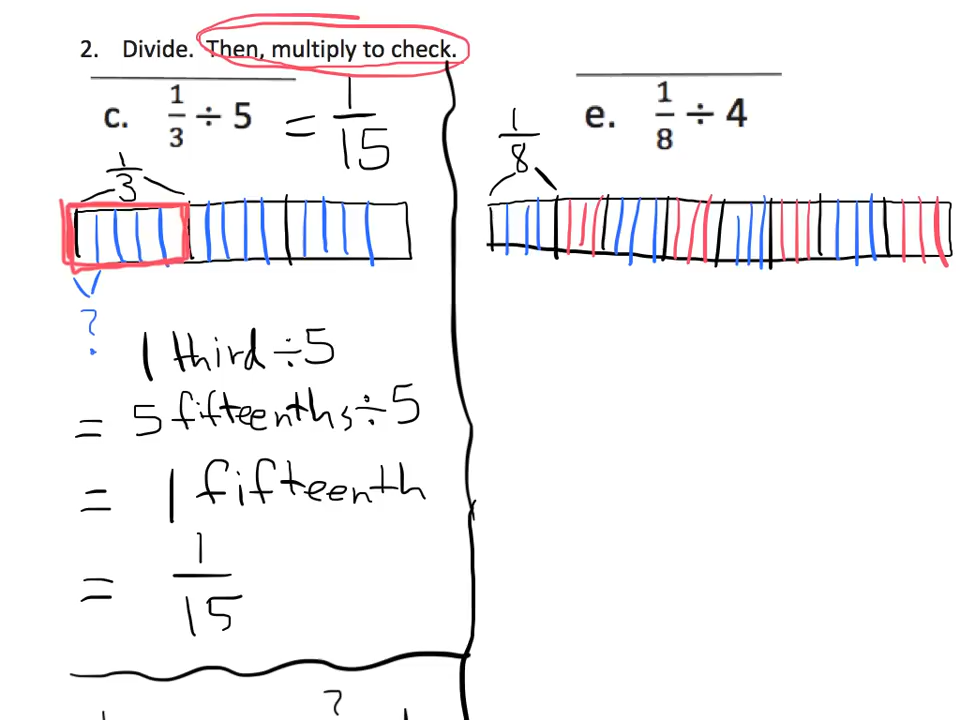 2. Divide. Then, multiply to check.
c. 1/3 ÷ 5 = 1/15
1/3
?
1 third ÷ 5
= 5 fifteenths ÷ 5
= 1 fifteenth
= 1/15
?
e. 1/8 ÷ 4
1/8